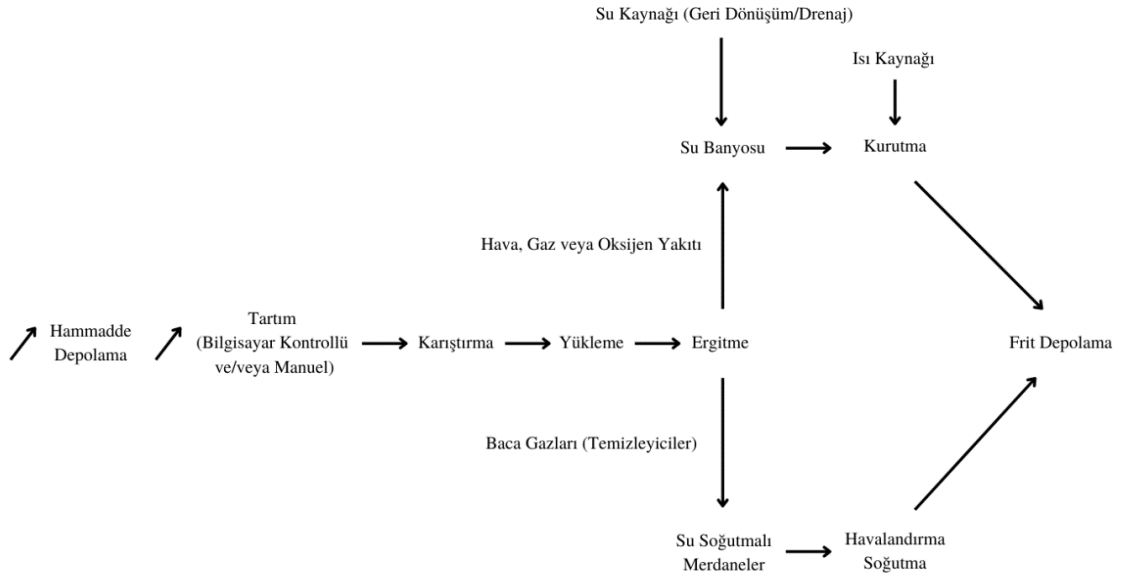 Su Kaynağı (Geri Dönüşüm/Drenaj)
Isı Kaynağı
Su Banyosu
Kurutma
Hava, Gaz veya Oksijen Yakıtı
Hammadde
Depolama
Tartım
(Bilgisayar Kontrollü
ve/veya Manuel)
Karıştırma
Yükleme
Ergitme
Frit Depolama
Baca Gazları (Temizleyiciler)
Su Soğutmalı
Merdaneler
Havalandırma
Soğutma